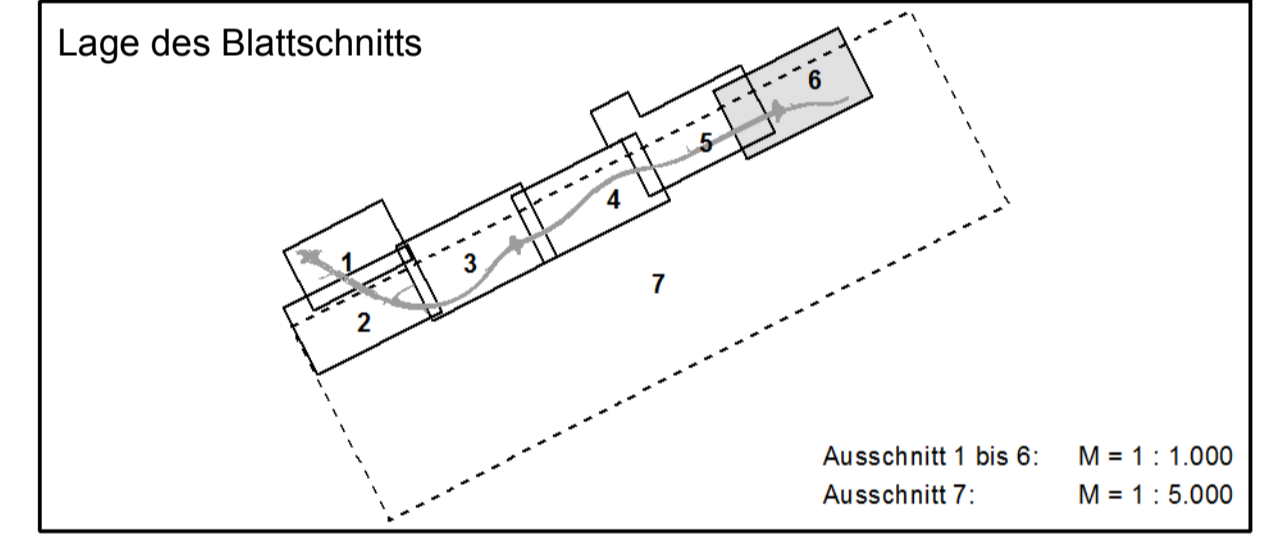 Lage des Blattschnitts
6
5
4
1
3
7
2
Ausschnitt 1 bis 6: M = 1 : 1.000
Ausschnitt 7: M = 1 : 5.000